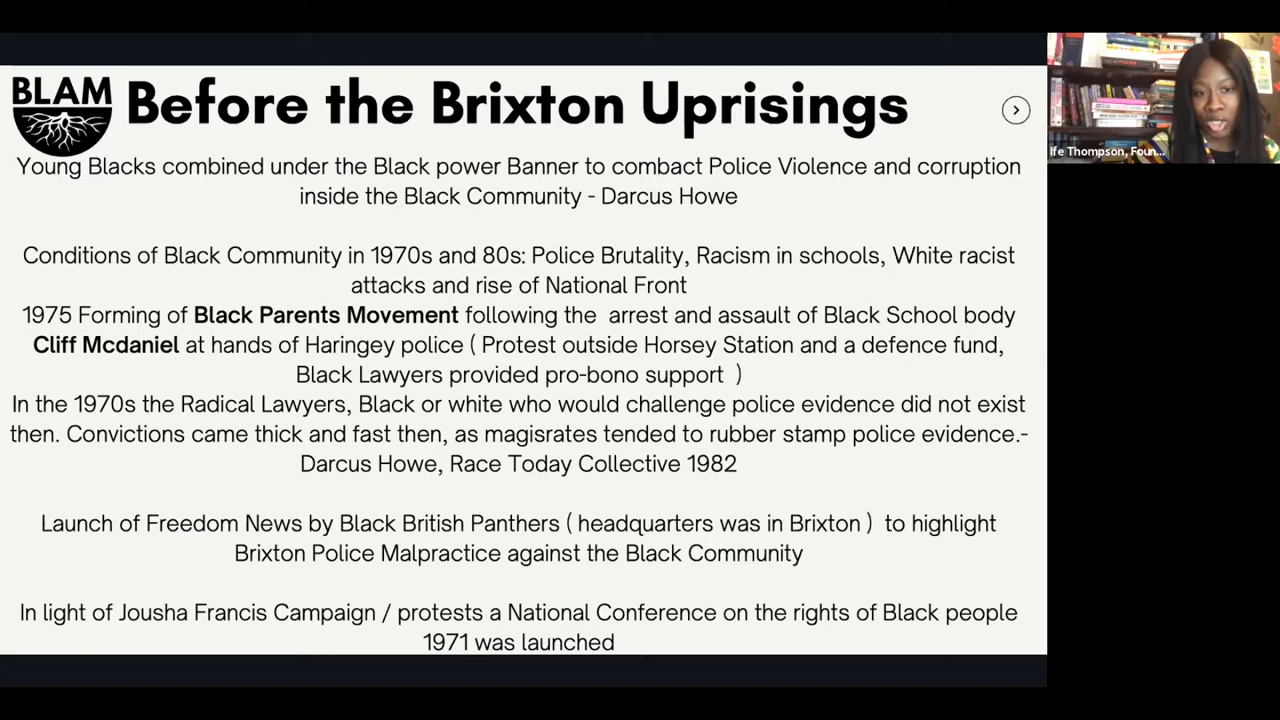 BLAM
Before the Brixton Uprisings
Young Blacks combined under the Black power Banner to combact Police Violence and corruption
inside the Black Community - Darcus Howe
Conditions of Black Community in 1970s and 80s: Police Brutality, Racism in schools, White racist
attacks and rise of National Front
1975 Forming of Black Parents Movement following the arrest and assault of Black School body
Cliff Mcdaniel at hands of Haringey police ( Protest outside Horsey Station and a defence fund,
Black Lawyers provided pro-bono support )
In the 1970s the Radical Lawyers, Black or white who would challenge police evidence did not exist
then. Convictions came thick and fast then, as magisrates tended to rubber stamp police evidence.-
Darcus Howe, Race Today Collective 1982
Launch of Freedom News by Black British Panthers ( headquarters was in Brixton ) to highlight
Brixton Police Malpractice against the Black Community
In light of Jousha Francis Campaign / protests a National Conference on the rights of Black people
1971 was launched
Ife Thompson, Foun...